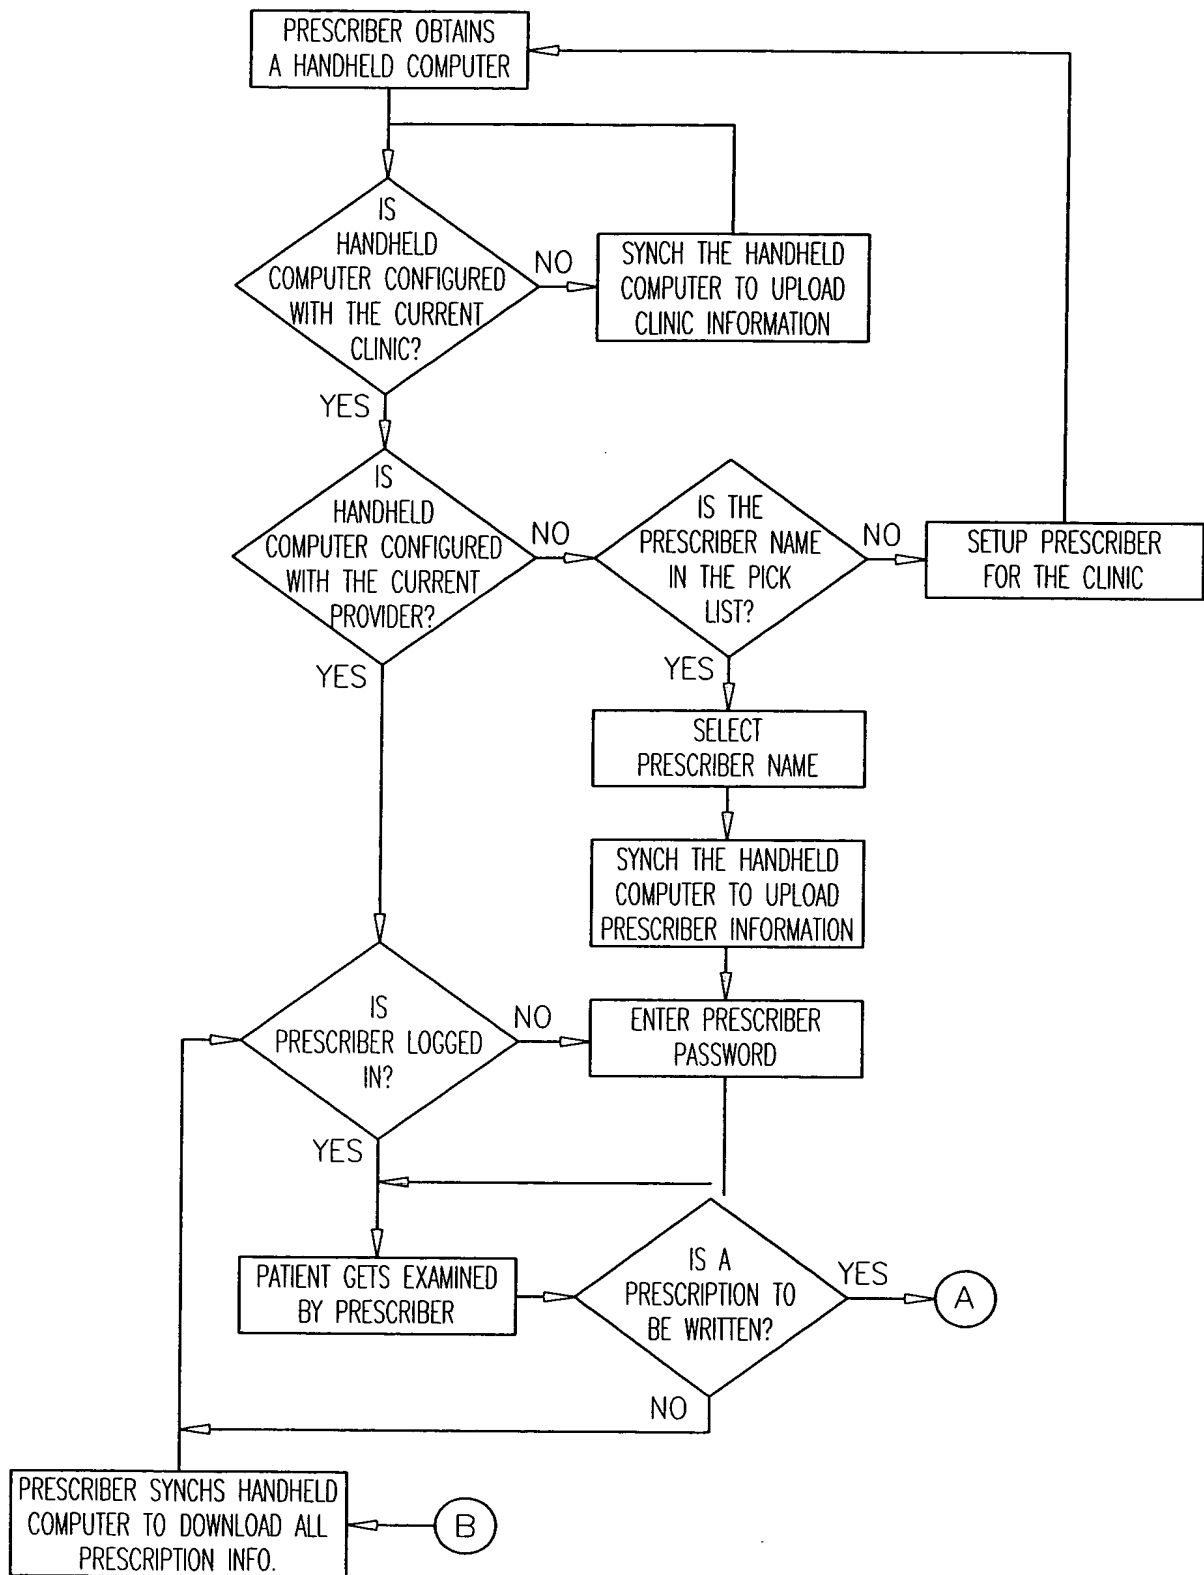 PRESCRIBER OBTAINS
A HANDHELD COMPUTER
IS
HANDHELD
COMPUTER CONFIGURED
WITH THE CURRENT
CLINIC?
NO
SYNCH THE HANDHELD
COMPUTER TO UPLOAD
CLINIC INFORMATION
YES
IS
HANDHELD
COMPUTER CONFIGURED
WITH THE CURRENT
PROVIDER?
NO
IS THE
PRESCRIBER NAME
IN THE PICK
LIST?
NO
SETUP PRESCRIBER
FOR THE CLINIC
YES
YES
SELECT
PRESCRIBER NAME
SYNCH THE HANDHELD
COMPUTER TO UPLOAD
PRESCRIBER INFORMATION
IS
PRESCRIBER LOGGED
IN?
NO
ENTER PRESCRIBER
PASSWORD
YES
PATIENT GETS EXAMINED
BY PRESCRIBER
IS A
PRESCRIPTION TO
BE WRITTEN?
YES
A
NO
PRESCRIBER SYNCHS HANDHELD
COMPUTER TO DOWNLOAD ALL
PRESCRIPTION INFO.
B